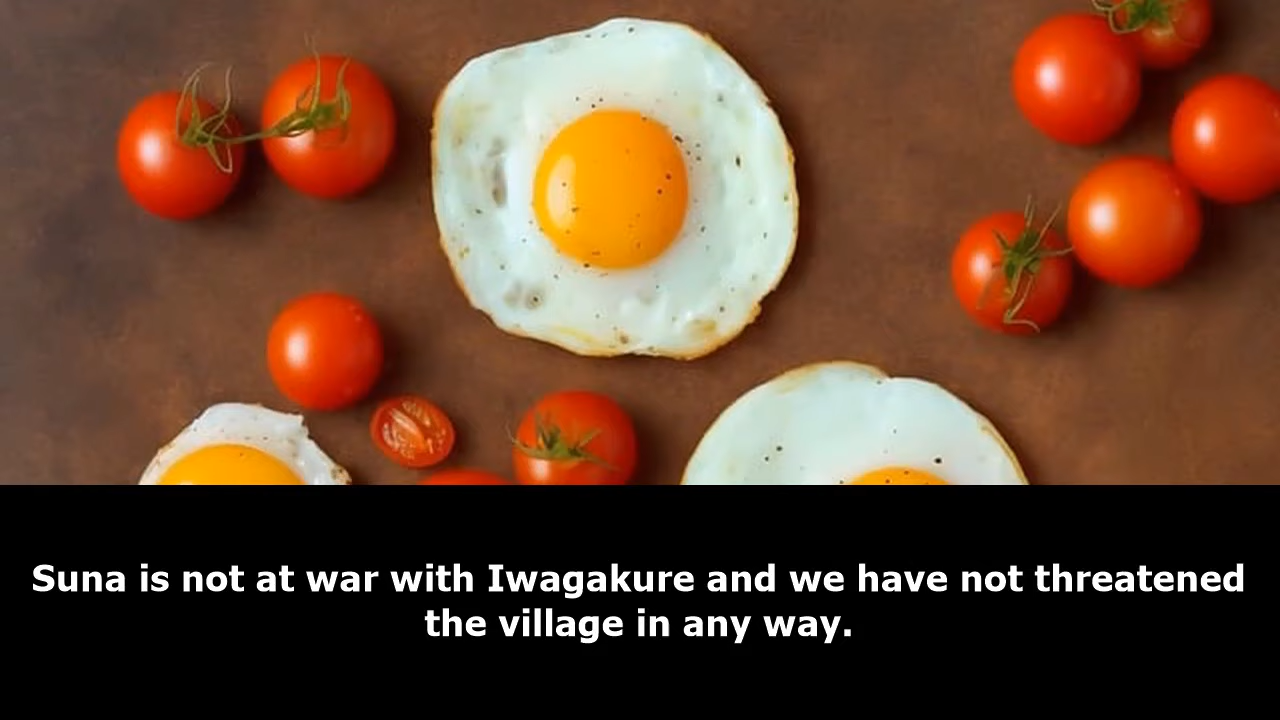 Suna is not at war with Iwagakure and we have not threatened
the village in any way.